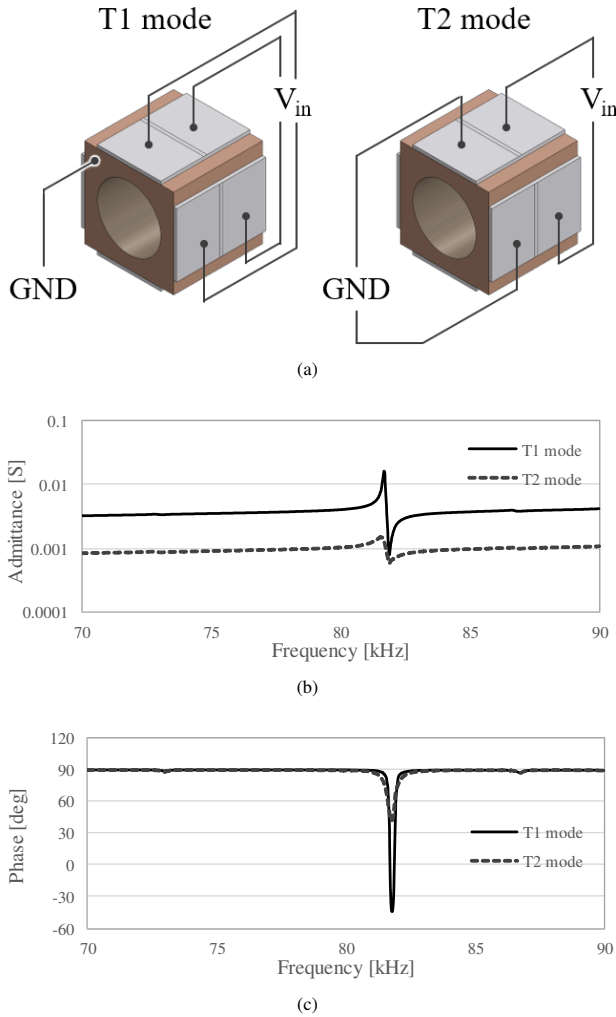 T1 mode
T2 mode
V_in
V_in
GND
GND
(a)
0.1
0.01
0.001
0.0001
Admittance [S]
T1 mode
T2 mode
70
75
80
85
90
Frequency [kHz]
(b)
120
90
60
30
0
-30
-60
Phase [deg]
T1 mode
T2 mode
70
75
80
85
90
Frequency [kHz]
(c)